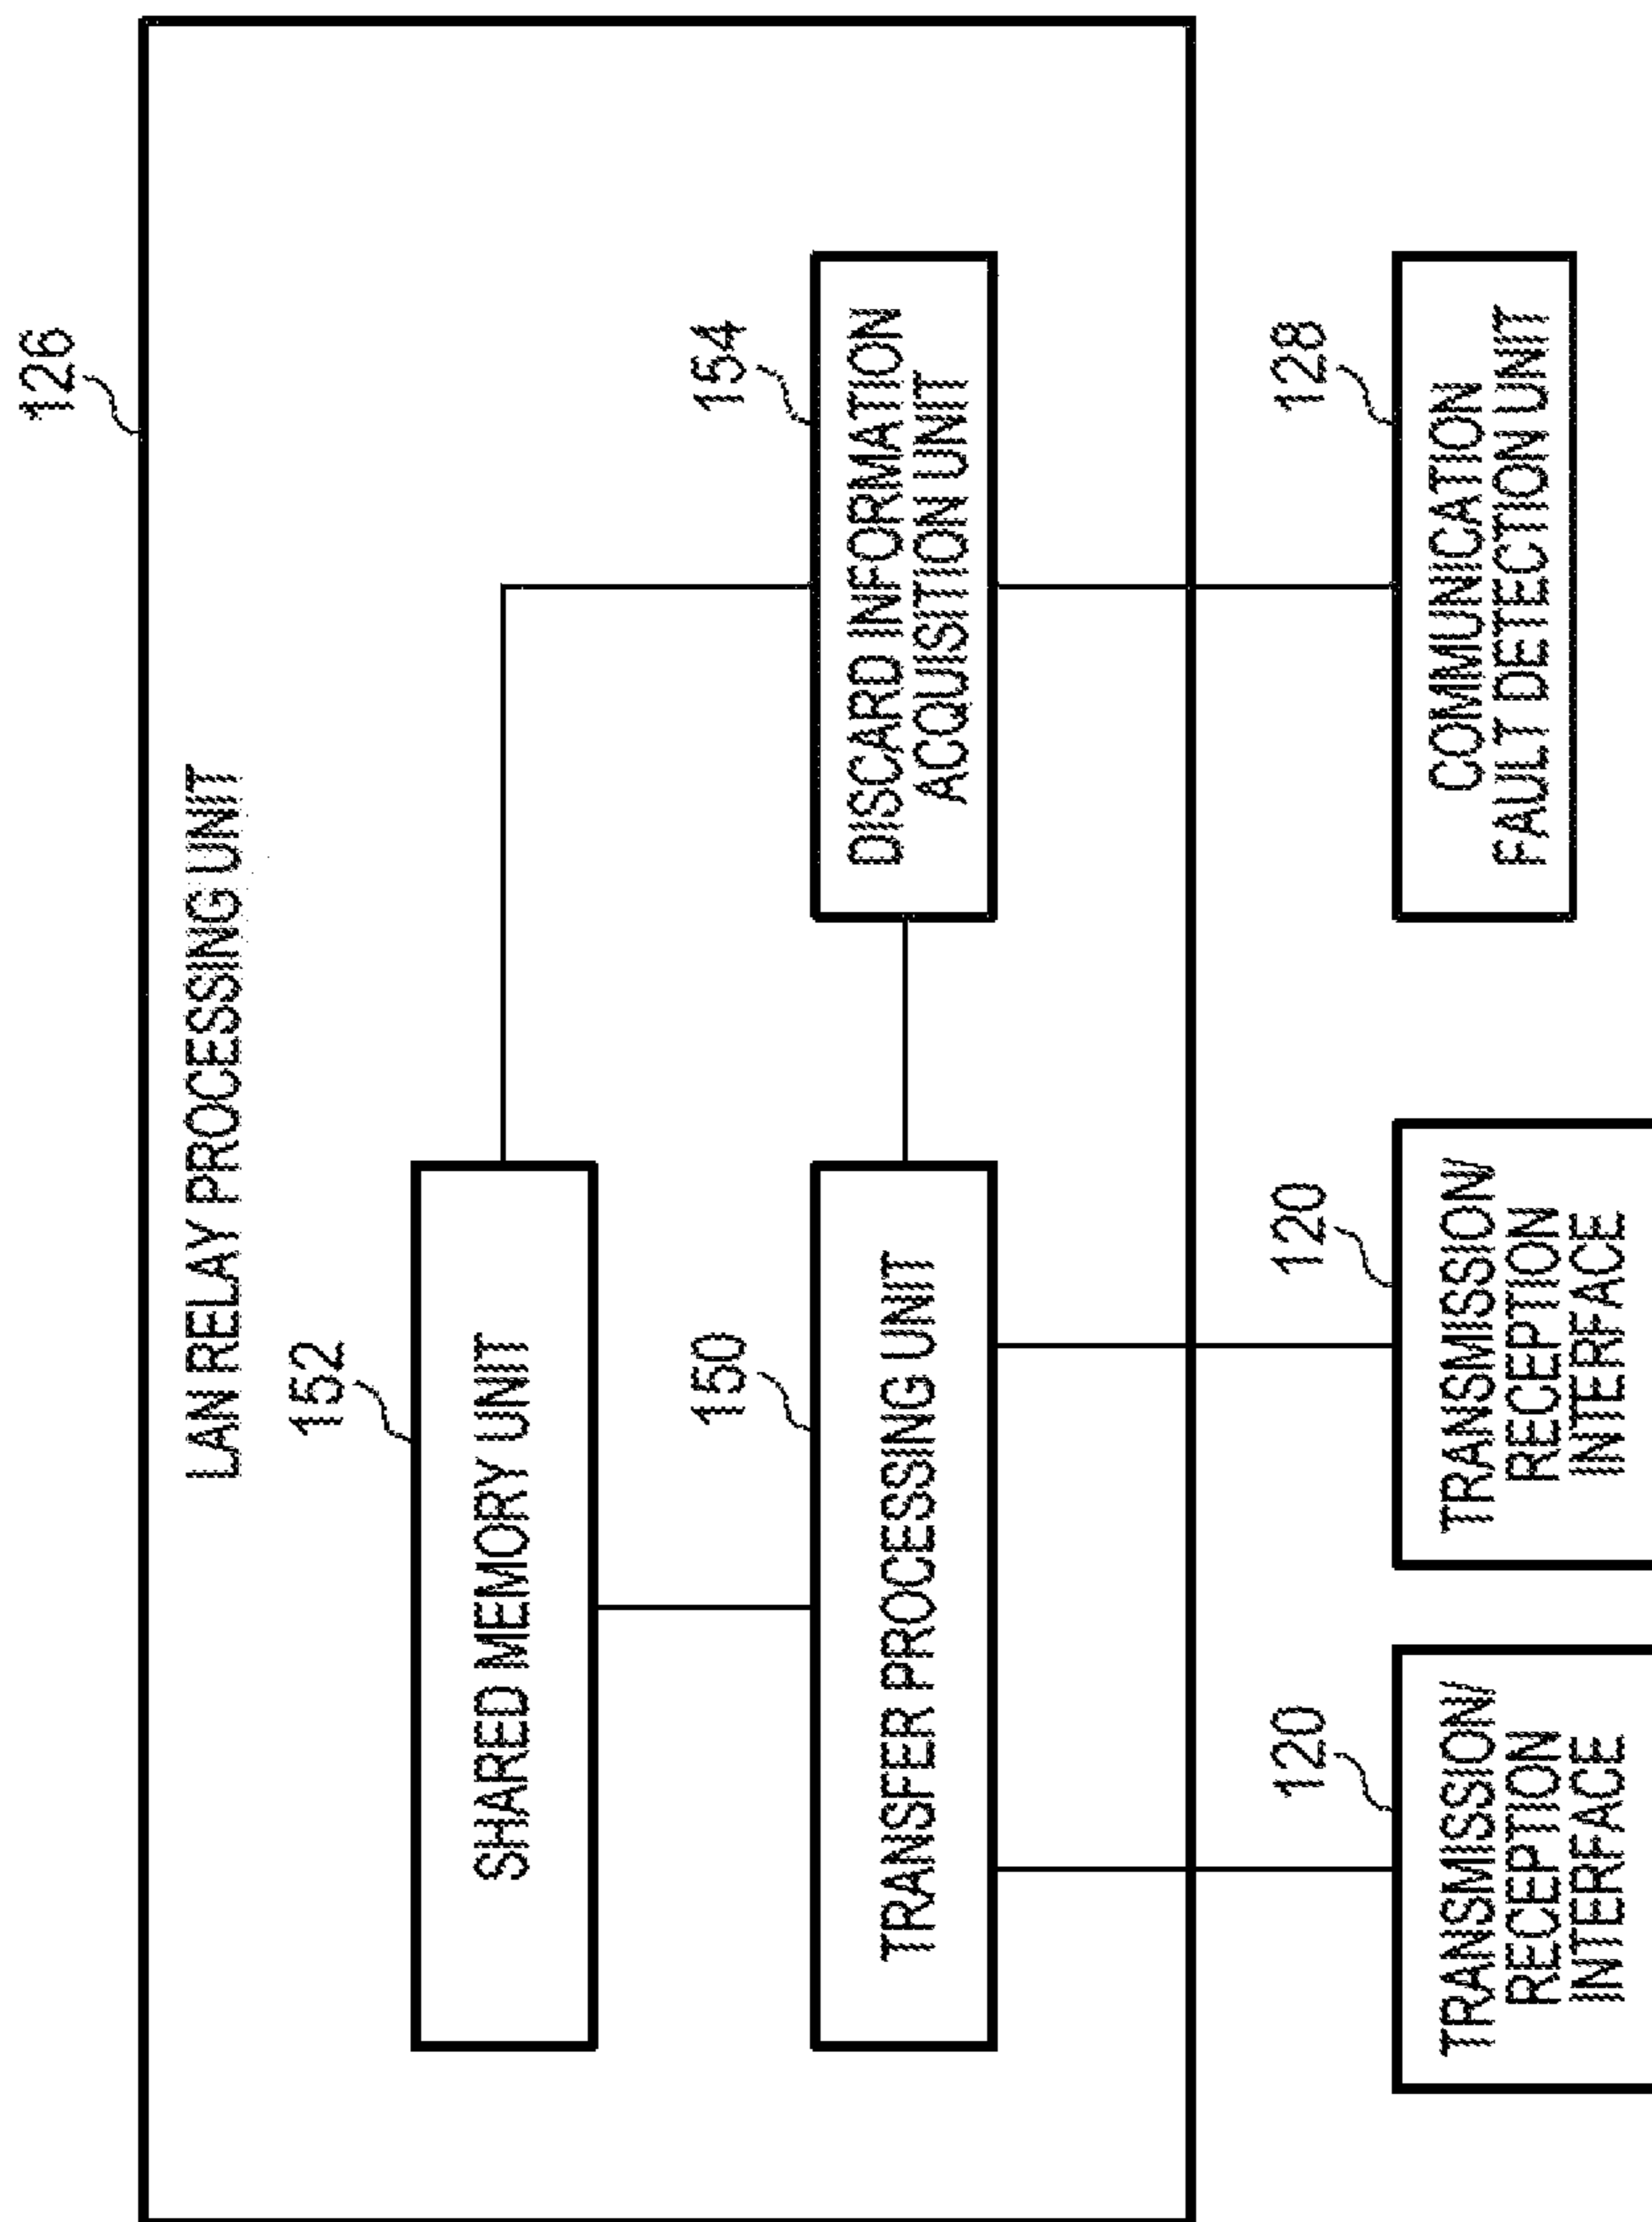 126
LAN RELAY PROCESSING UNIT
152
SHARED MEMORY UNIT
150
TRANSFER PROCESSING UNIT
154
DISCARD INFORMATION
ACQUISITION UNIT
120
TRANSMISSION/
RECEPTION
INTERFACE
120
TRANSMISSION/
RECEPTION
INTERFACE
128
COMMUNICATION
FAULT DETECTION UNIT